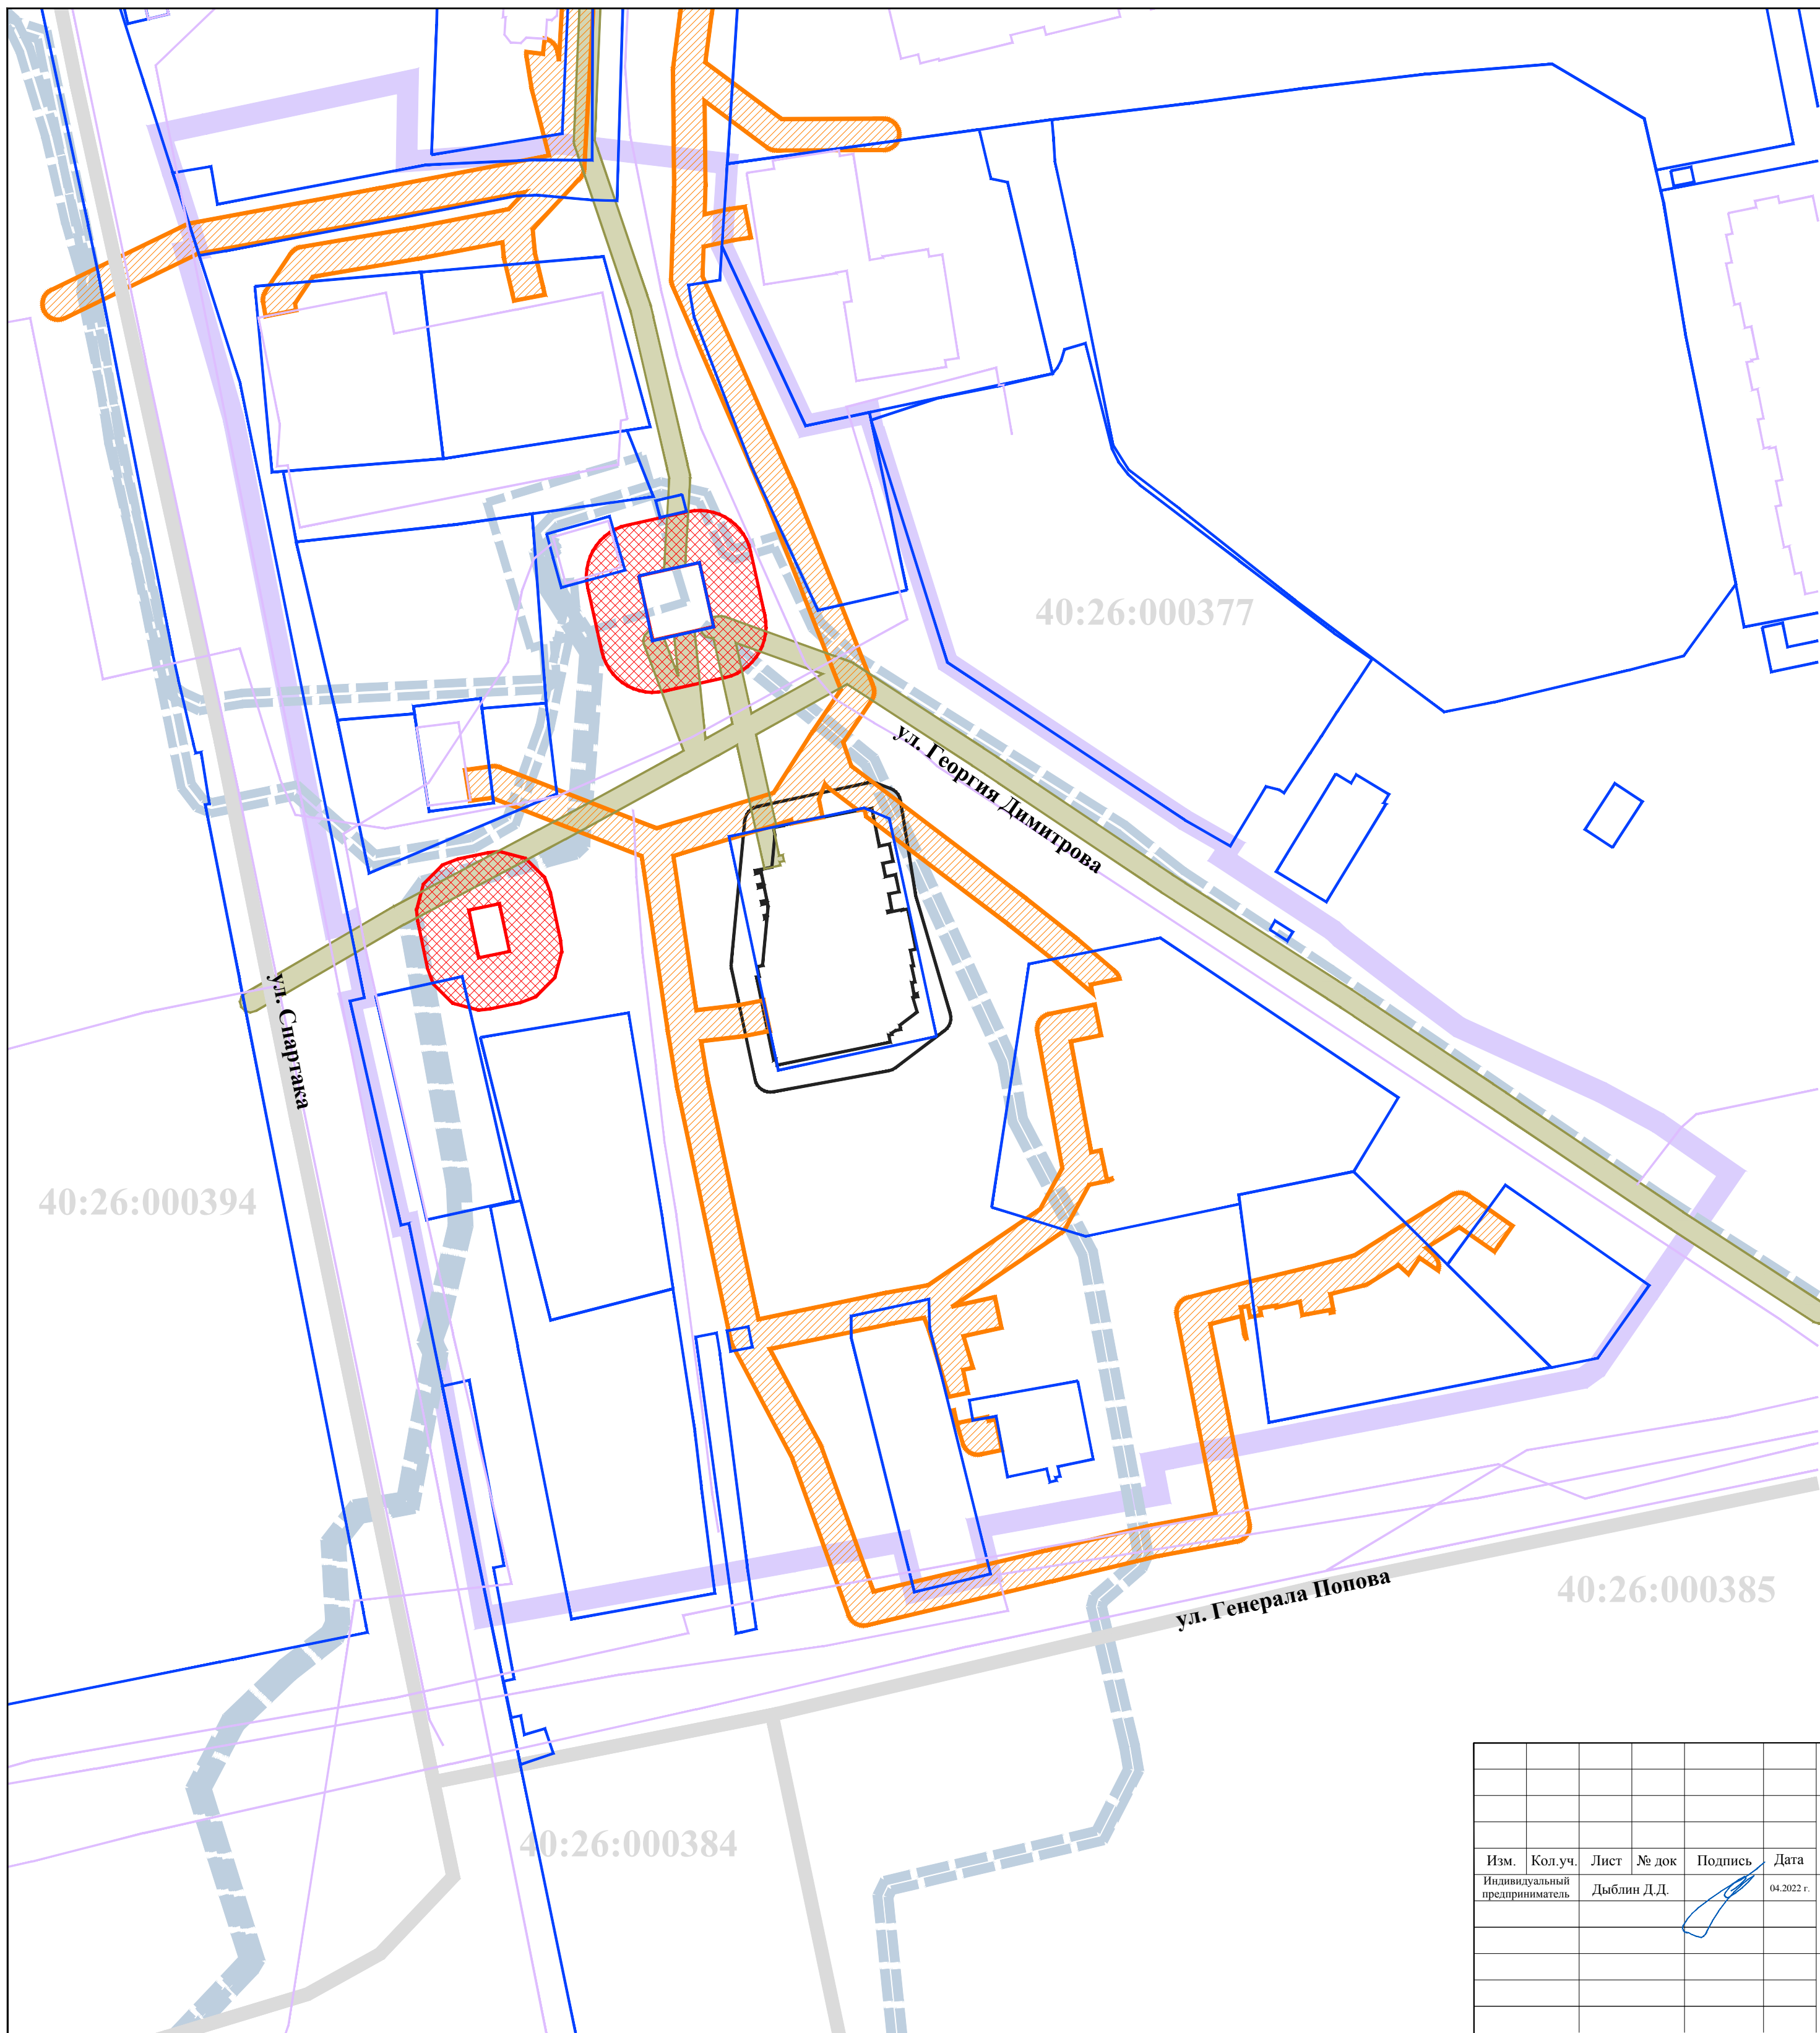 40:26:000377
ул. Георгия Димитрова
ул. Спартака
40:26:000394
ул. Генерала Попова
40:26:000385
40:26:000384
Изм. Кол.уч. Лист № док Подпись Дата
Индивидуальный предприниматель Дыблин Д.Д. 04.2022 г.